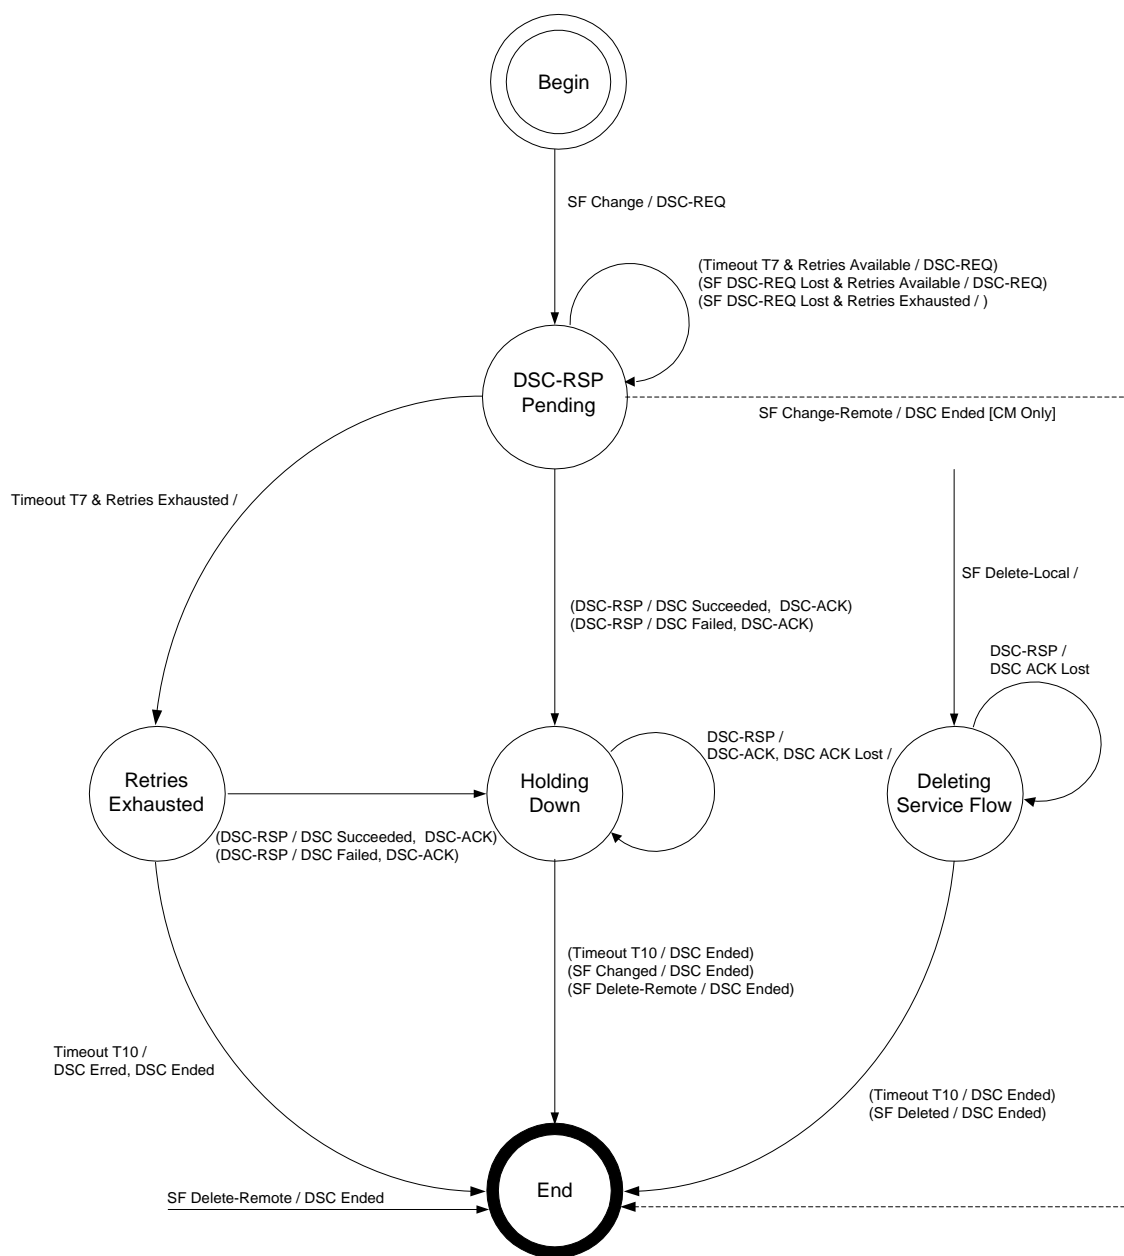 Begin
SF Change / DSC-REQ
(Timeout T7 & Retries Available / DSC-REQ)
(SF DSC-REQ Lost & Retries Available / DSC-REQ)
(SF DSC-REQ Lost & Retries Exhausted / )
DSC-RSP
Pending
SF Change-Remote / DSC Ended [CM Only]
Timeout T7 & Retries Exhausted /
SF Delete-Local /
(DSC-RSP / DSC Succeeded,  DSC-ACK)
(DSC-RSP / DSC Failed, DSC-ACK)
DSC-RSP /
DSC ACK Lost
DSC-RSP /
DSC-ACK, DSC ACK Lost /
Retries
Exhausted
Holding
Down
Deleting
Service Flow
(DSC-RSP / DSC Succeeded,  DSC-ACK)
(DSC-RSP / DSC Failed, DSC-ACK)
(Timeout T10 / DSC Ended)
(SF Changed / DSC Ended)
(SF Delete-Remote / DSC Ended)
Timeout T10 /
DSC Erred, DSC Ended
(Timeout T10 / DSC Ended)
(SF Deleted / DSC Ended)
SF Delete-Remote / DSC Ended
End